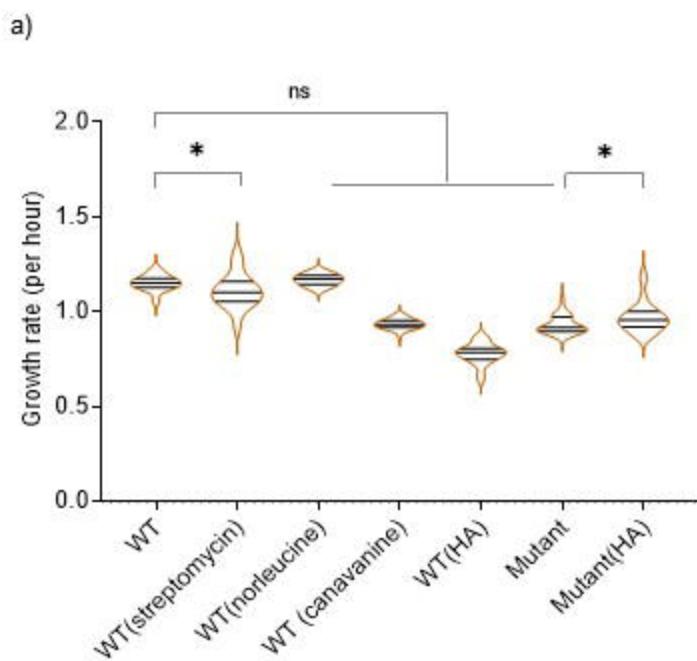 a)
ns
*
*
2.0
1.5
1.0
0.5
0.0
Growth rate (per hour)
WT
WT(streptomycin)
WT(norleucine)
WT (canavanine)
WT(HA)
Mutant
Mutant(HA)